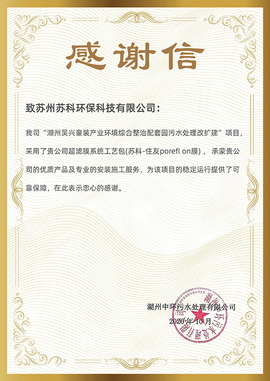 感谢信
致苏州苏科环保科技有限公司：
我司“湖州吴兴童装产业环境综合整治配套园污水处理改扩建”项目，
采用了贵公司超滤膜系统工艺包(苏科-住友poreflon膜)，承蒙贵公
司的优质产品及专业的安装施工服务，为该项目的稳定运行提供了可
靠保障，在此表示忠心的感谢。
湖州中环污水处理有限公司
2020年10月